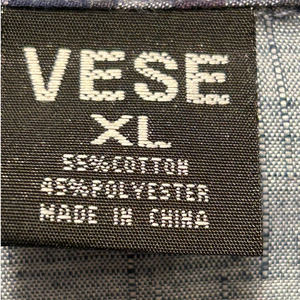 VESE
XL
55%COTTON
45%POLYESTER
MADE IN CHINA